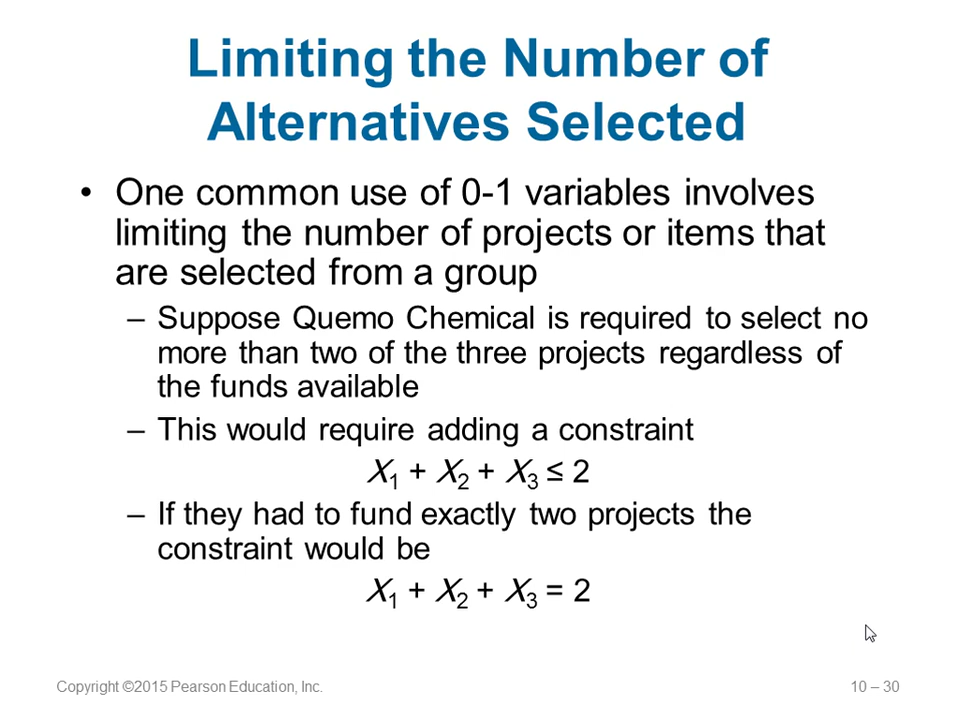 Limiting the Number of
Alternatives Selected
• One common use of 0-1 variables involves
limiting the number of projects or items that
are selected from a group
– Suppose Quemo Chemical is required to select no
more than two of the three projects regardless of
the funds available
– This would require adding a constraint
X₁ + X₂ + X₃ ≤ 2
– If they had to fund exactly two projects the
constraint would be
X₁ + X₂ + X₃ = 2
Copyright ©2015 Pearson Education, Inc.
10 – 30